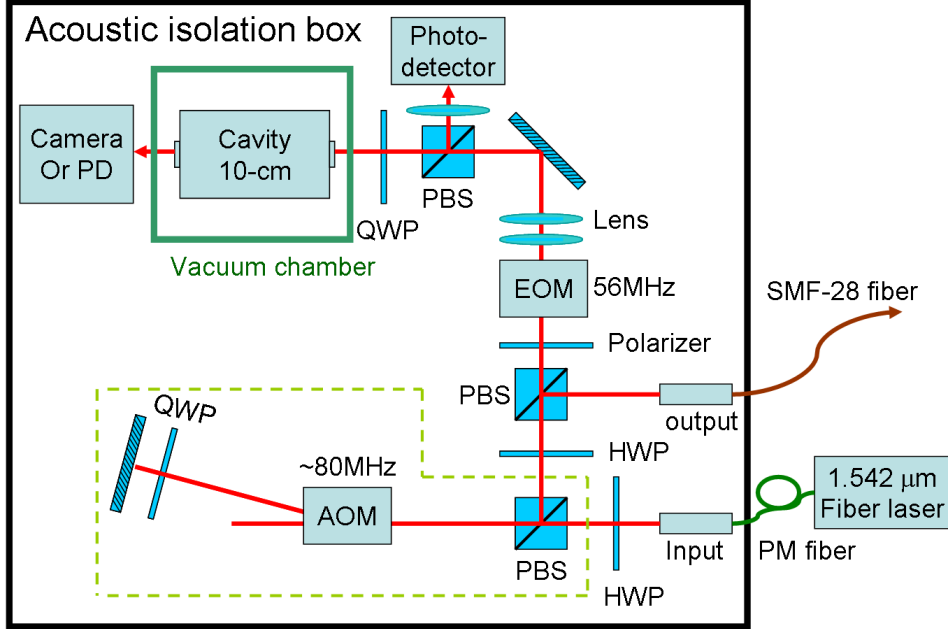 Acoustic isolation box
Photo-
detector
Camera
Or PD
Cavity
10-cm
PBS
QWP
Vacuum chamber
Lens
EOM
56MHz
SMF-28 fiber
Polarizer
PBS
output
QWP
HWP
~80MHz
AOM
1.542 μm
Fiber laser
Input
PM fiber
PBS
HWP